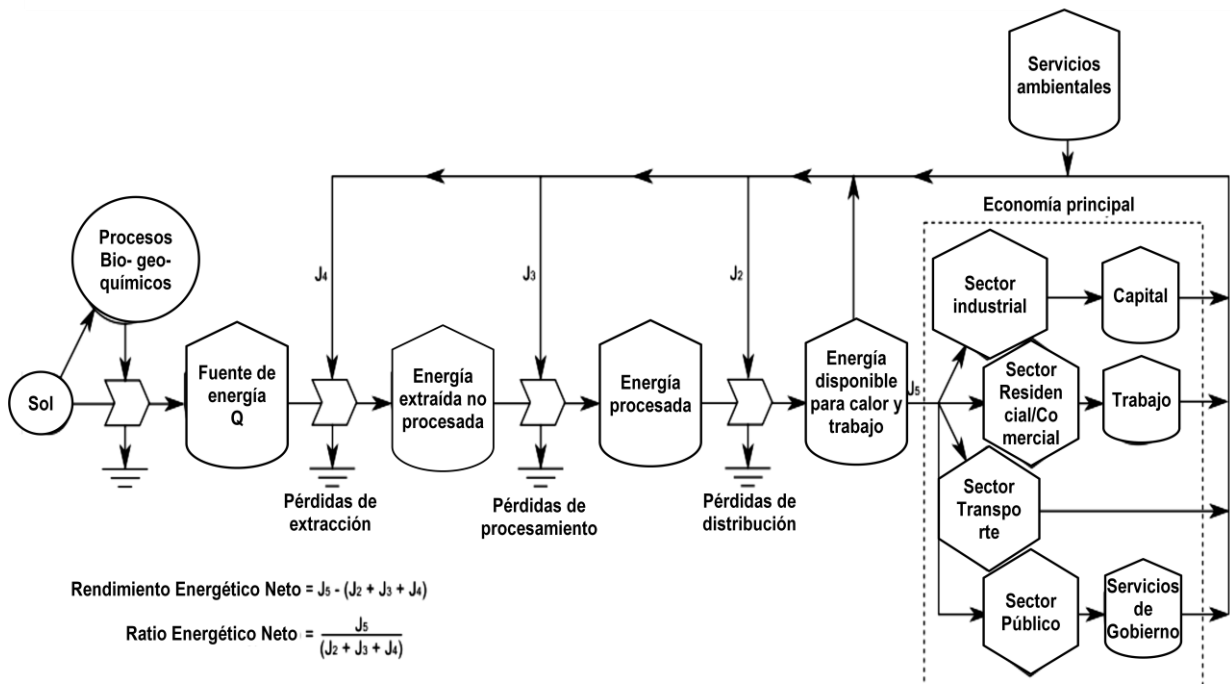 Servicios
ambientales
Economía principal
Procesos
Bio- geo-
químicos
J₄
J₃
J₂
Sector
industrial
Capital
Sol
Fuente de
energía
Q
Energía
extraída no
procesada
Energía
procesada
Energía
disponible
para calor y
trabajo
J₅
Sector
Residen
cial/Co
mercial
Trabajo
Pérdidas de
extracción
Pérdidas de
procesamiento
Pérdidas de
distribución
Sector
Transpo
rte
Sector
Público
Servicios
de
Gobierno
Rendimiento Energético Neto = J₅ - (J₂ + J₃ + J₄)
Ratio Energético Neto = J₅
(J₂ + J₃ + J₄)